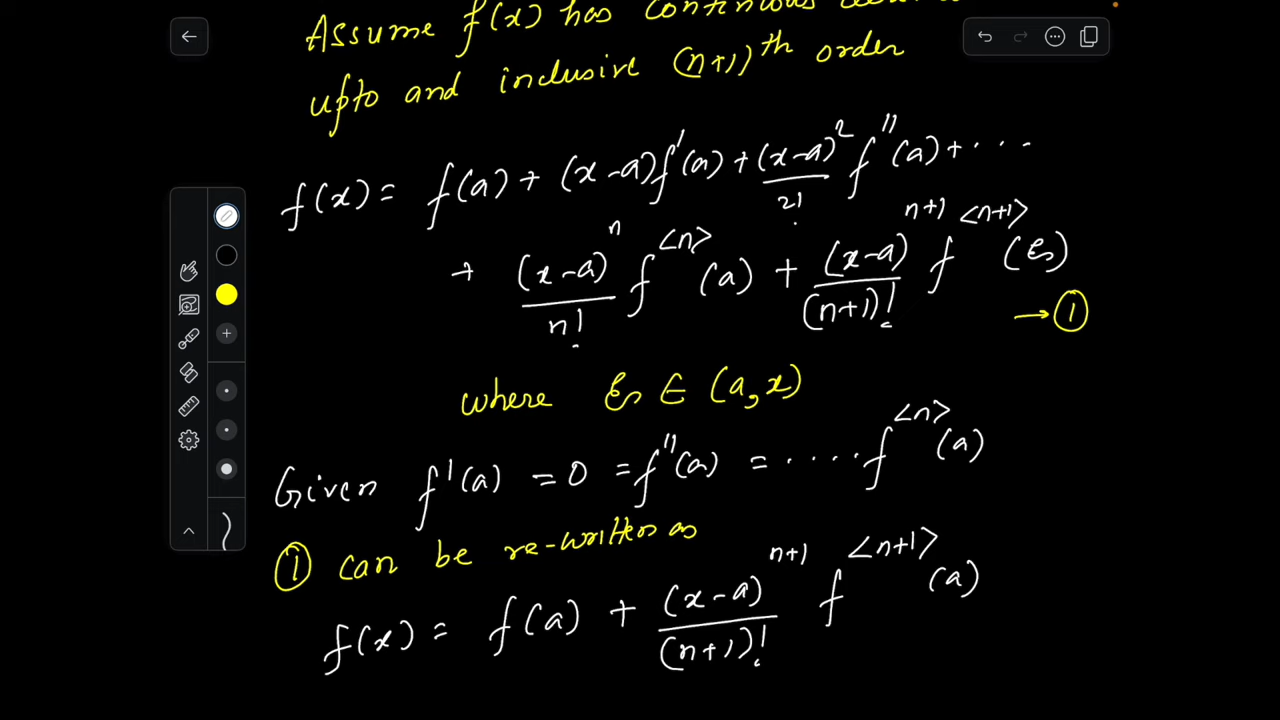 Assume f(x) has continuous
upto and inclusive (n+1)th order
f(x) = f(a) + (x-a)f'(a) + (x-a)²/2! f''(a) + ...
+ (x-a)^n/n! f^<n>(a) + (x-a)^(n+1)/(n+1)! f^<n+1>(ξ)
→ ①
where ξ ∈ (a, x)
Given f'(a) = 0 = f''(a) = .... f^<n>(a)
① can be re-written as
f(x) = f(a) + (x-a)^(n+1)/(n+1)! f^<n+1>(a)